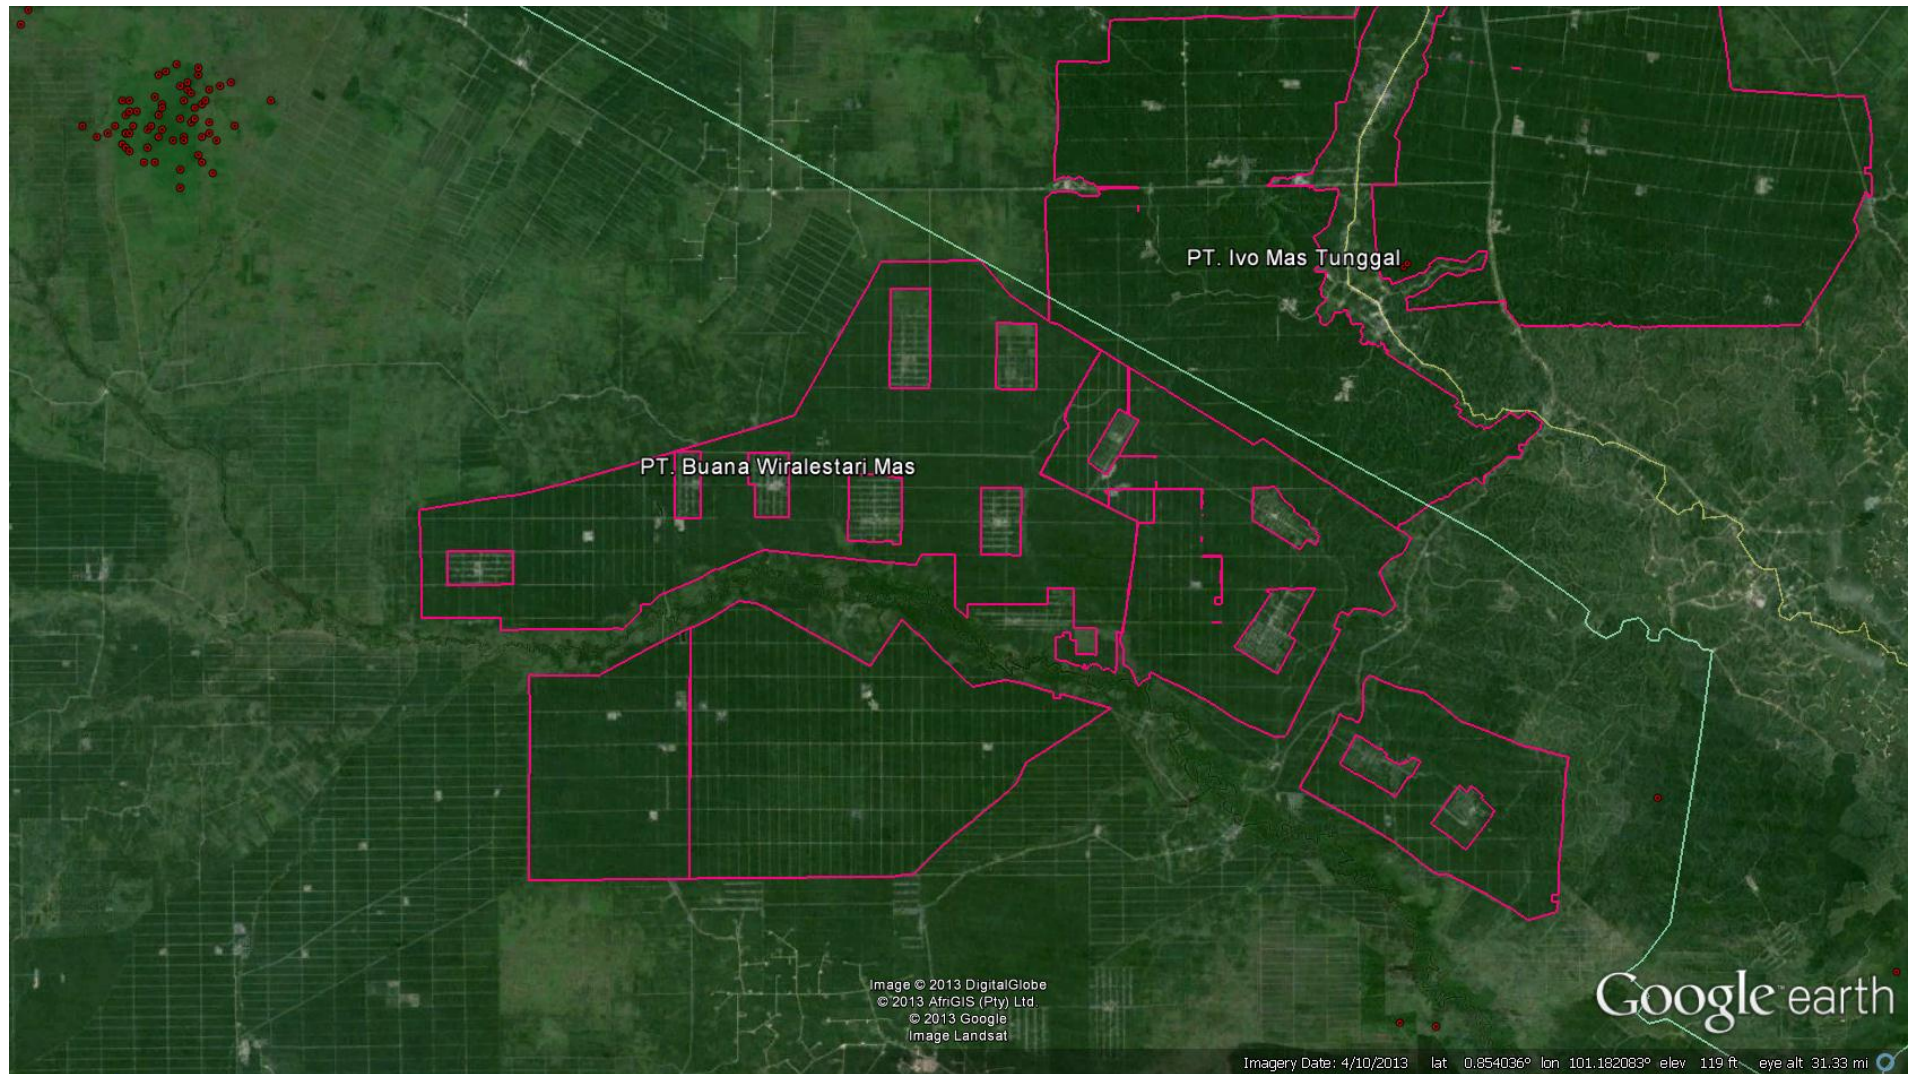 PT. Ivo Mas Tunggal
PT. Buana Wiralestari Mas
Image © 2013 DigitalGlobe
© 2013 AfriGIS (Pty) Ltd.
© 2013 Google
Image Landsat
Google earth
Imagery Date: 4/10/2013 lat 0.854036° lon 101.182083° elev 119 ft eye alt 31.33 mi